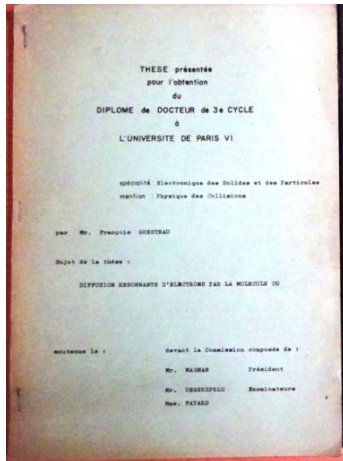 THESE présentée
pour l'obtention
du
DIPLOME de DOCTEUR de 3e CYCLE
à
L'UNIVERSITE DE PARIS VI
spécialité : Electronique des Solides et des Particules
mention : Physique des Collisions
par Mr. François
Sujet de la thèse :
DIFFUSION RESONNANTE D'ELECTRONS PAR LA MOLECULE CO
soutenue le : devant la Commission composée de :
Mr. MAGNAN Président
Mr. Examinateurs
Mme. FAYARD